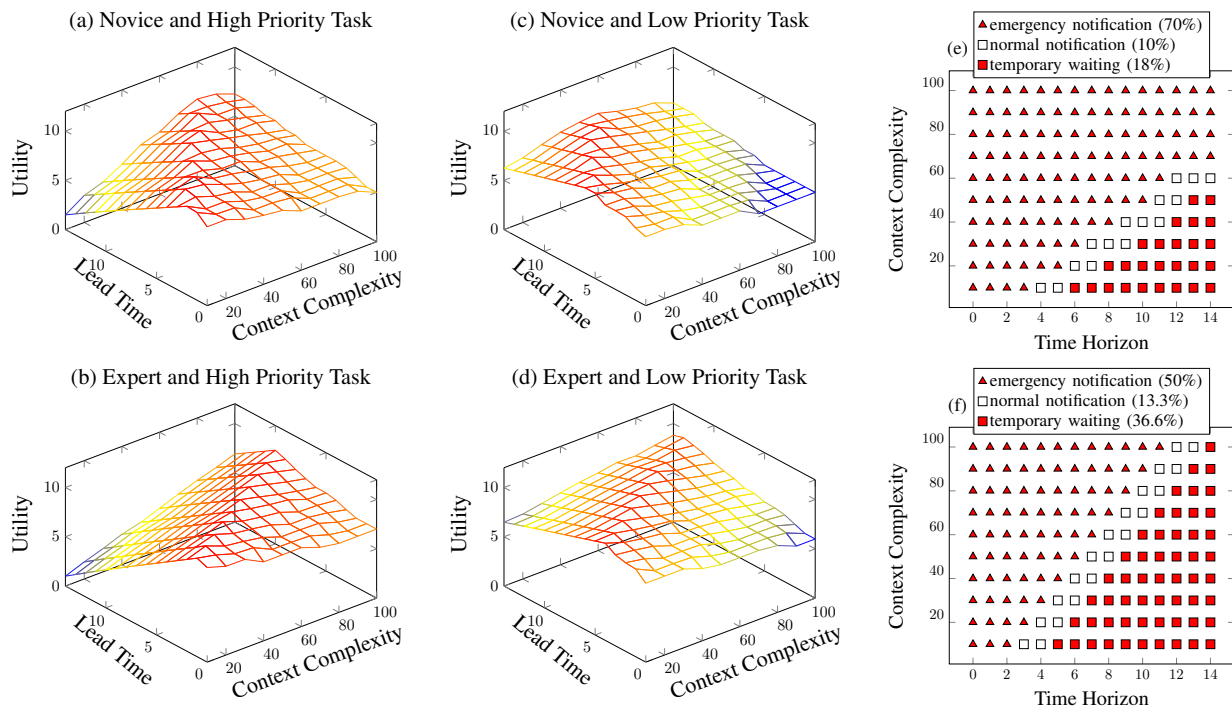 (a) Novice and High Priority Task
10
5
0
Utility
10
5
0
Lead Time
20
40
60
80
100
Context Complexity
(c) Novice and Low Priority Task
10
5
0
Utility
10
5
0
Lead Time
20
40
60
80
100
Context Complexity
(e)
emergency notification (70%)
normal notification (10%)
temporary waiting (18%)
100
80
60
40
20
Context Complexity
0 2 4 6 8 10 12 14
Time Horizon
(b) Expert and High Priority Task
10
5
0
Utility
10
5
0
Lead Time
20
40
60
80
100
Context Complexity
(d) Expert and Low Priority Task
10
5
0
Utility
10
5
0
Lead Time
20
40
60
80
100
Context Complexity
(f)
emergency notification (50%)
normal notification (13.3%)
temporary waiting (36.6%)
100
80
60
40
20
Context Complexity
0 2 4 6 8 10 12 14
Time Horizon